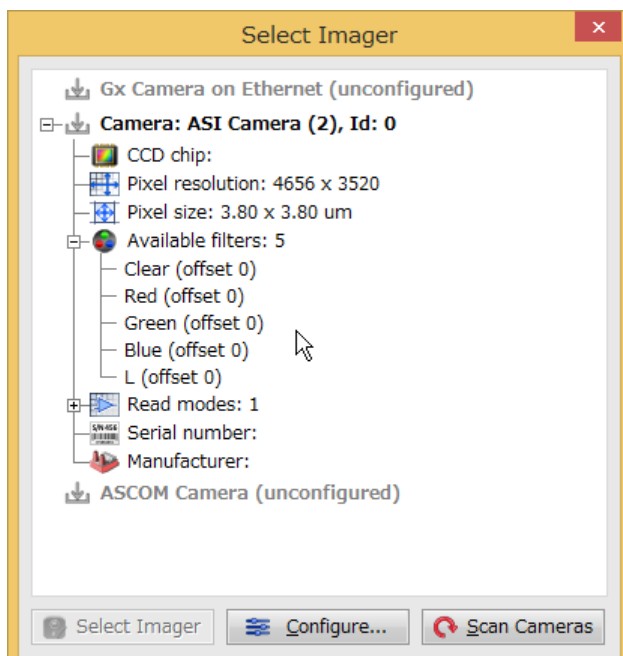 Select Imager
Gx Camera on Ethernet (unconfigured)
Camera: ASI Camera (2), Id: 0
CCD chip:
Pixel resolution: 4656 x 3520
Pixel size: 3.80 x 3.80 um
Available filters: 5
Clear (offset 0)
Red (offset 0)
Green (offset 0)
Blue (offset 0)
L (offset 0)
Read modes: 1
S/N 456
Serial number:
Manufacturer:
ASCOM Camera (unconfigured)
Select Imager
Configure...
Scan Cameras